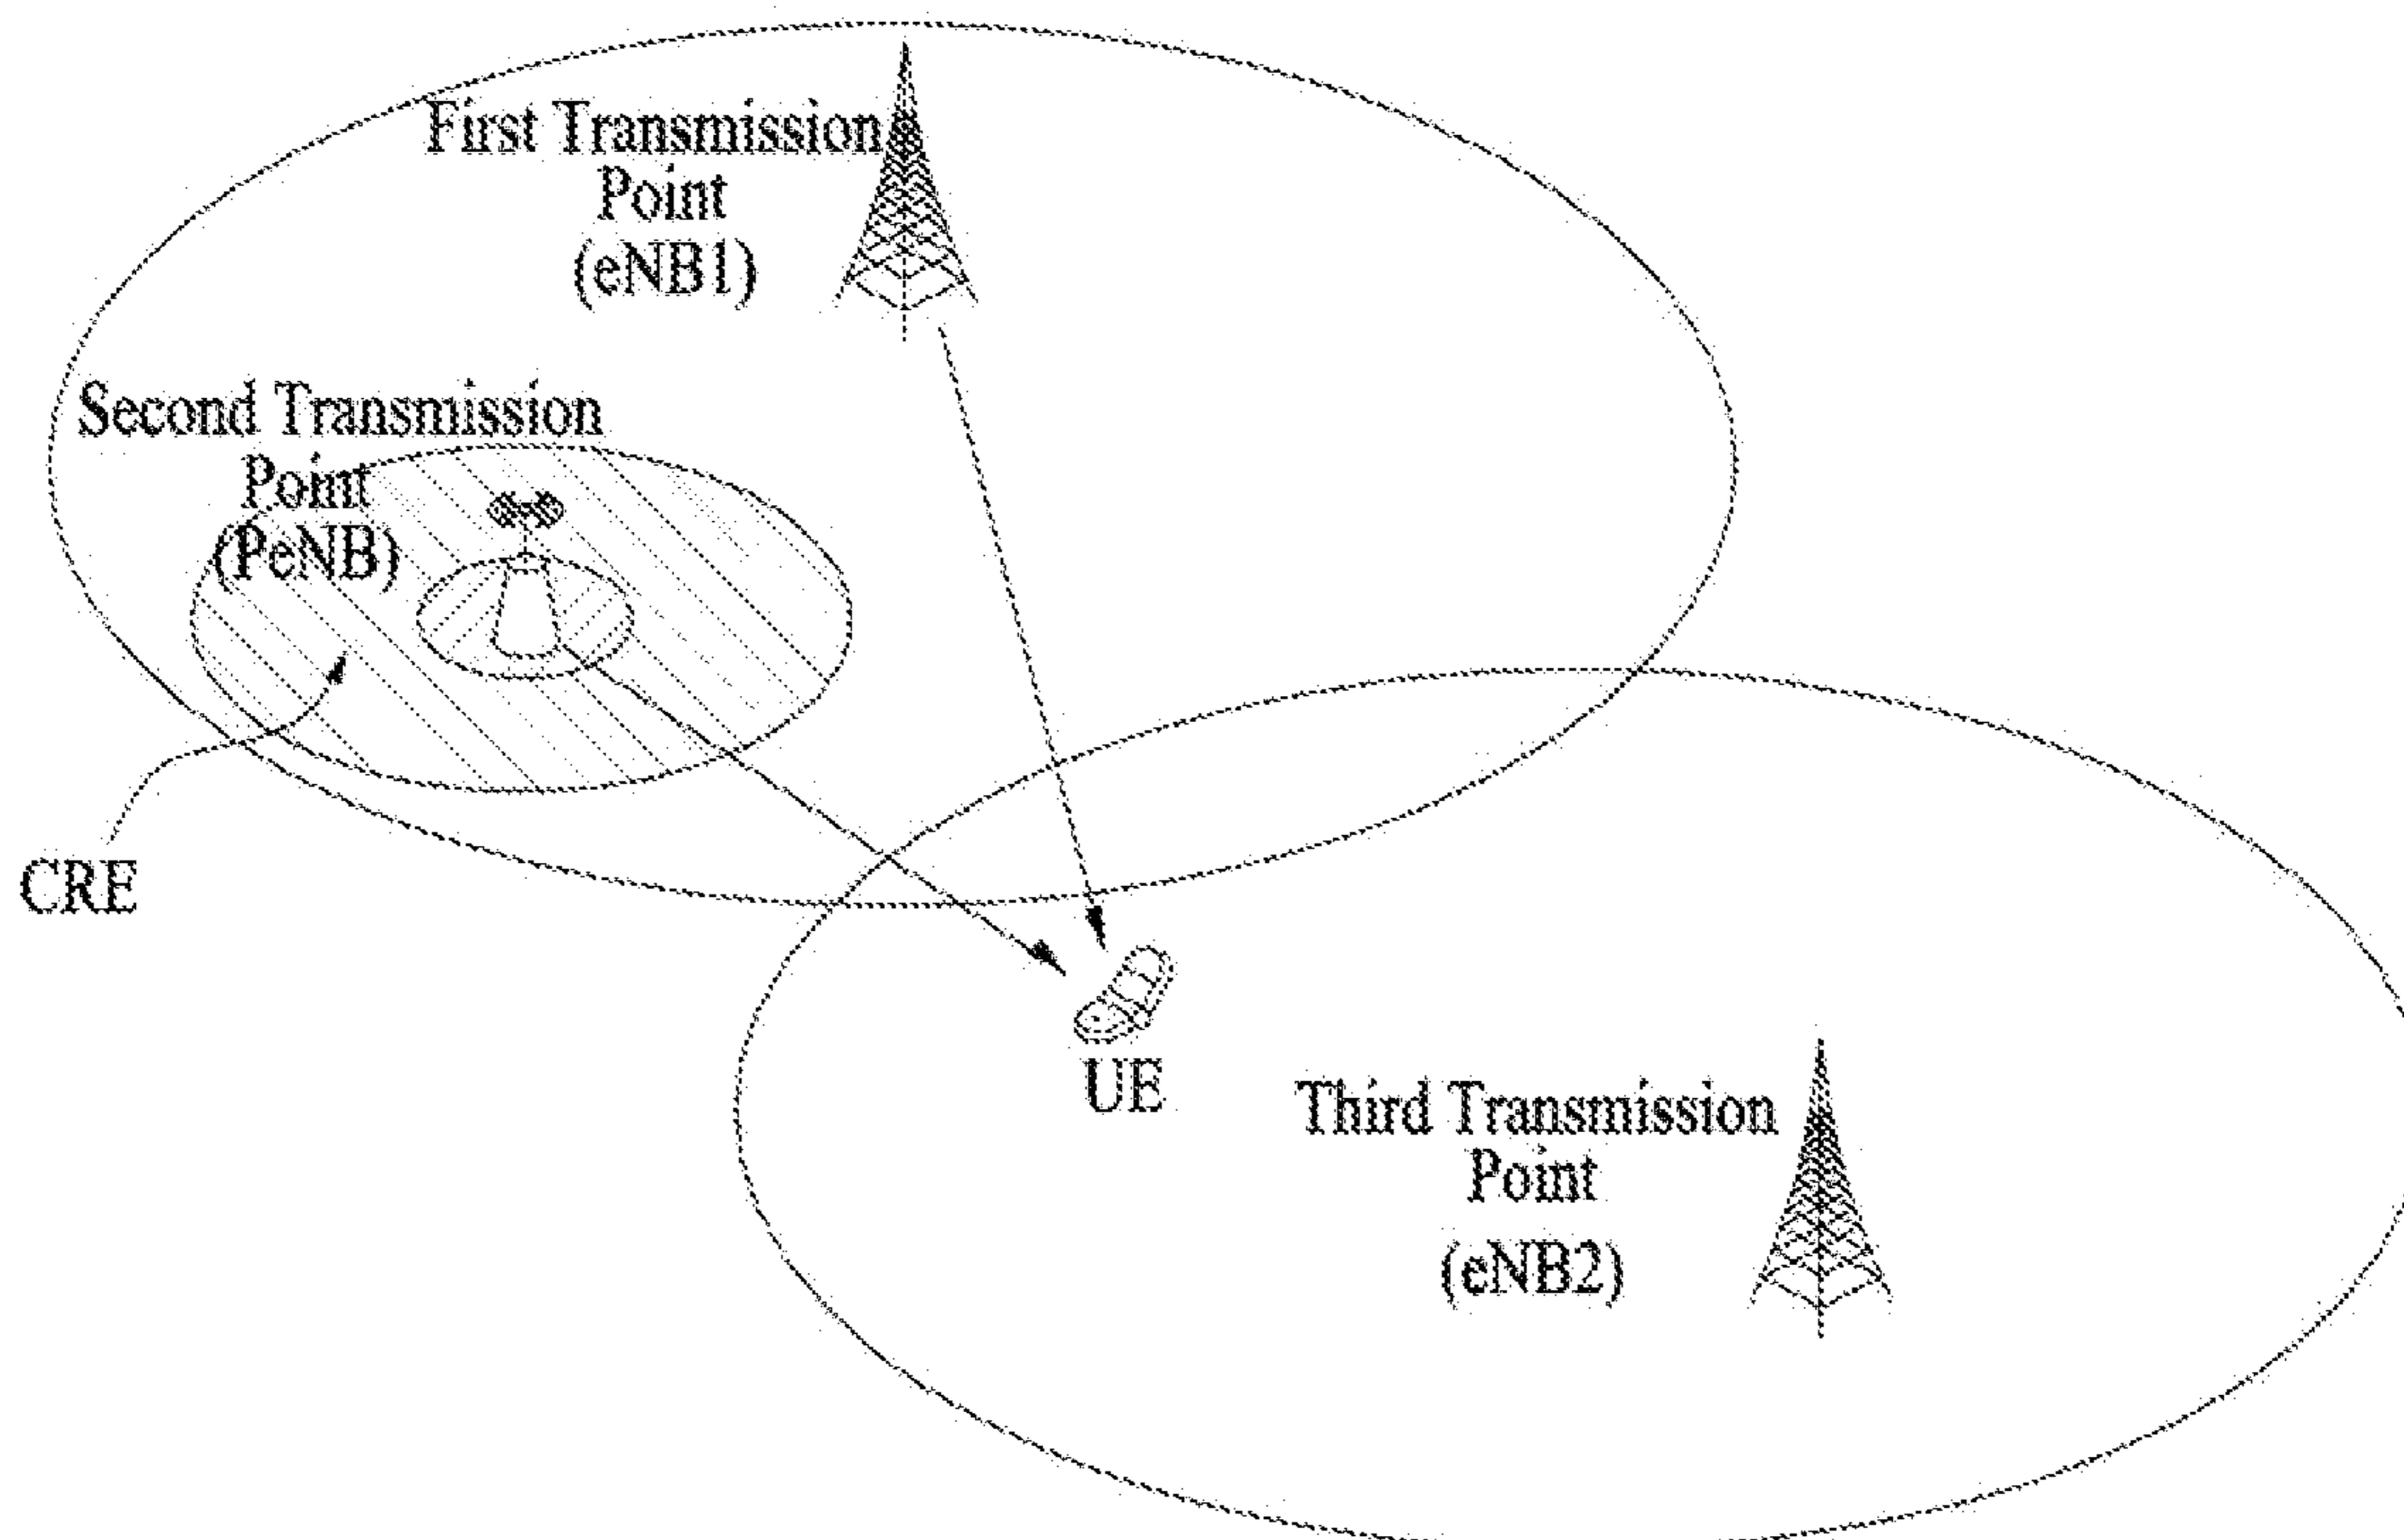 First Transmission
Point
(eNB1)
Second Transmission
Point
(PeNB)
CRE
UE
Third Transmission
Point
(eNB2)